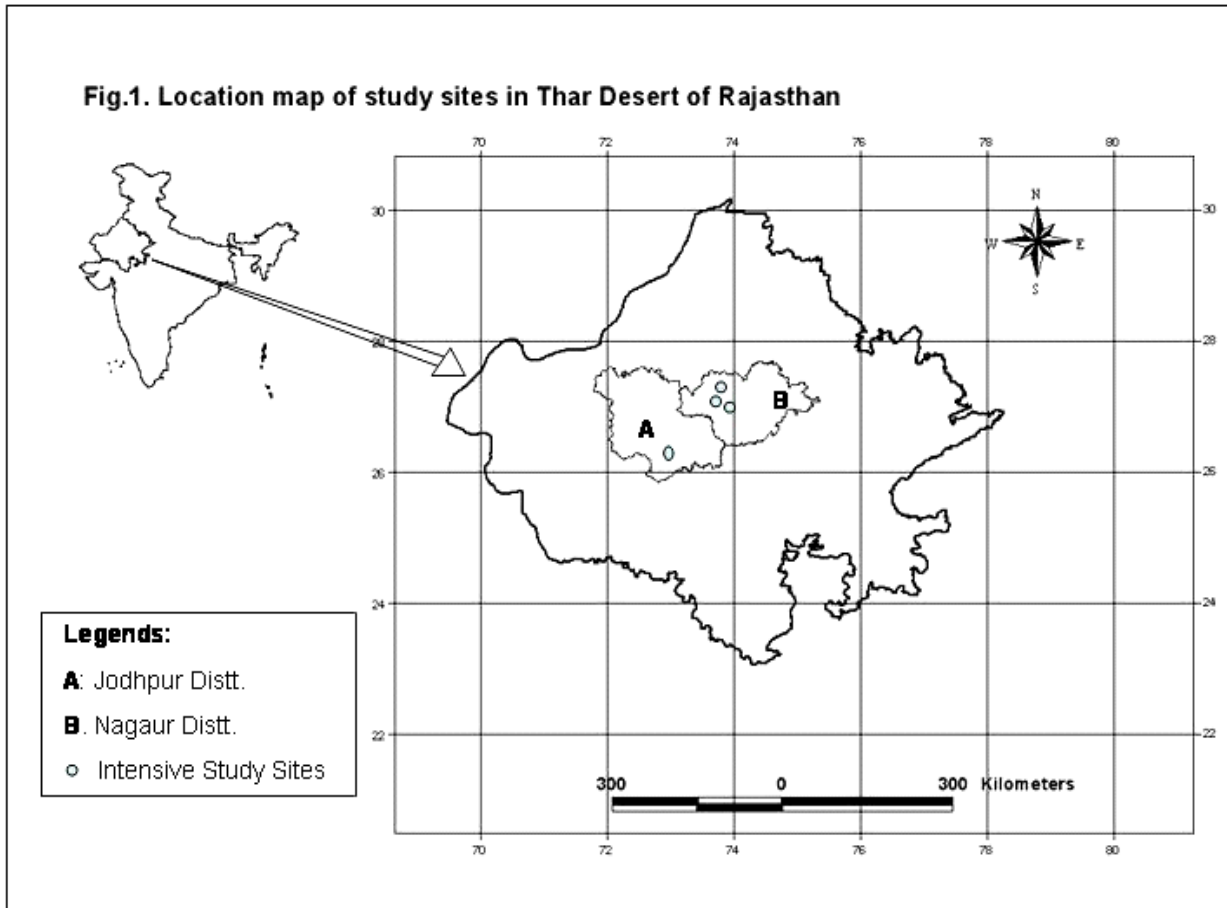 Fig.1. Location map of study sites in Thar Desert of Rajasthan
70 72 74 76 78 80
N
W E
S
30 30
28 28
26 26
24 24
22 22
A
B
Legends:
A: Jodhpur Distt.
B. Nagaur Distt.
Intensive Study Sites
300 0 300 Kilometers
70 72 74 76 78 80